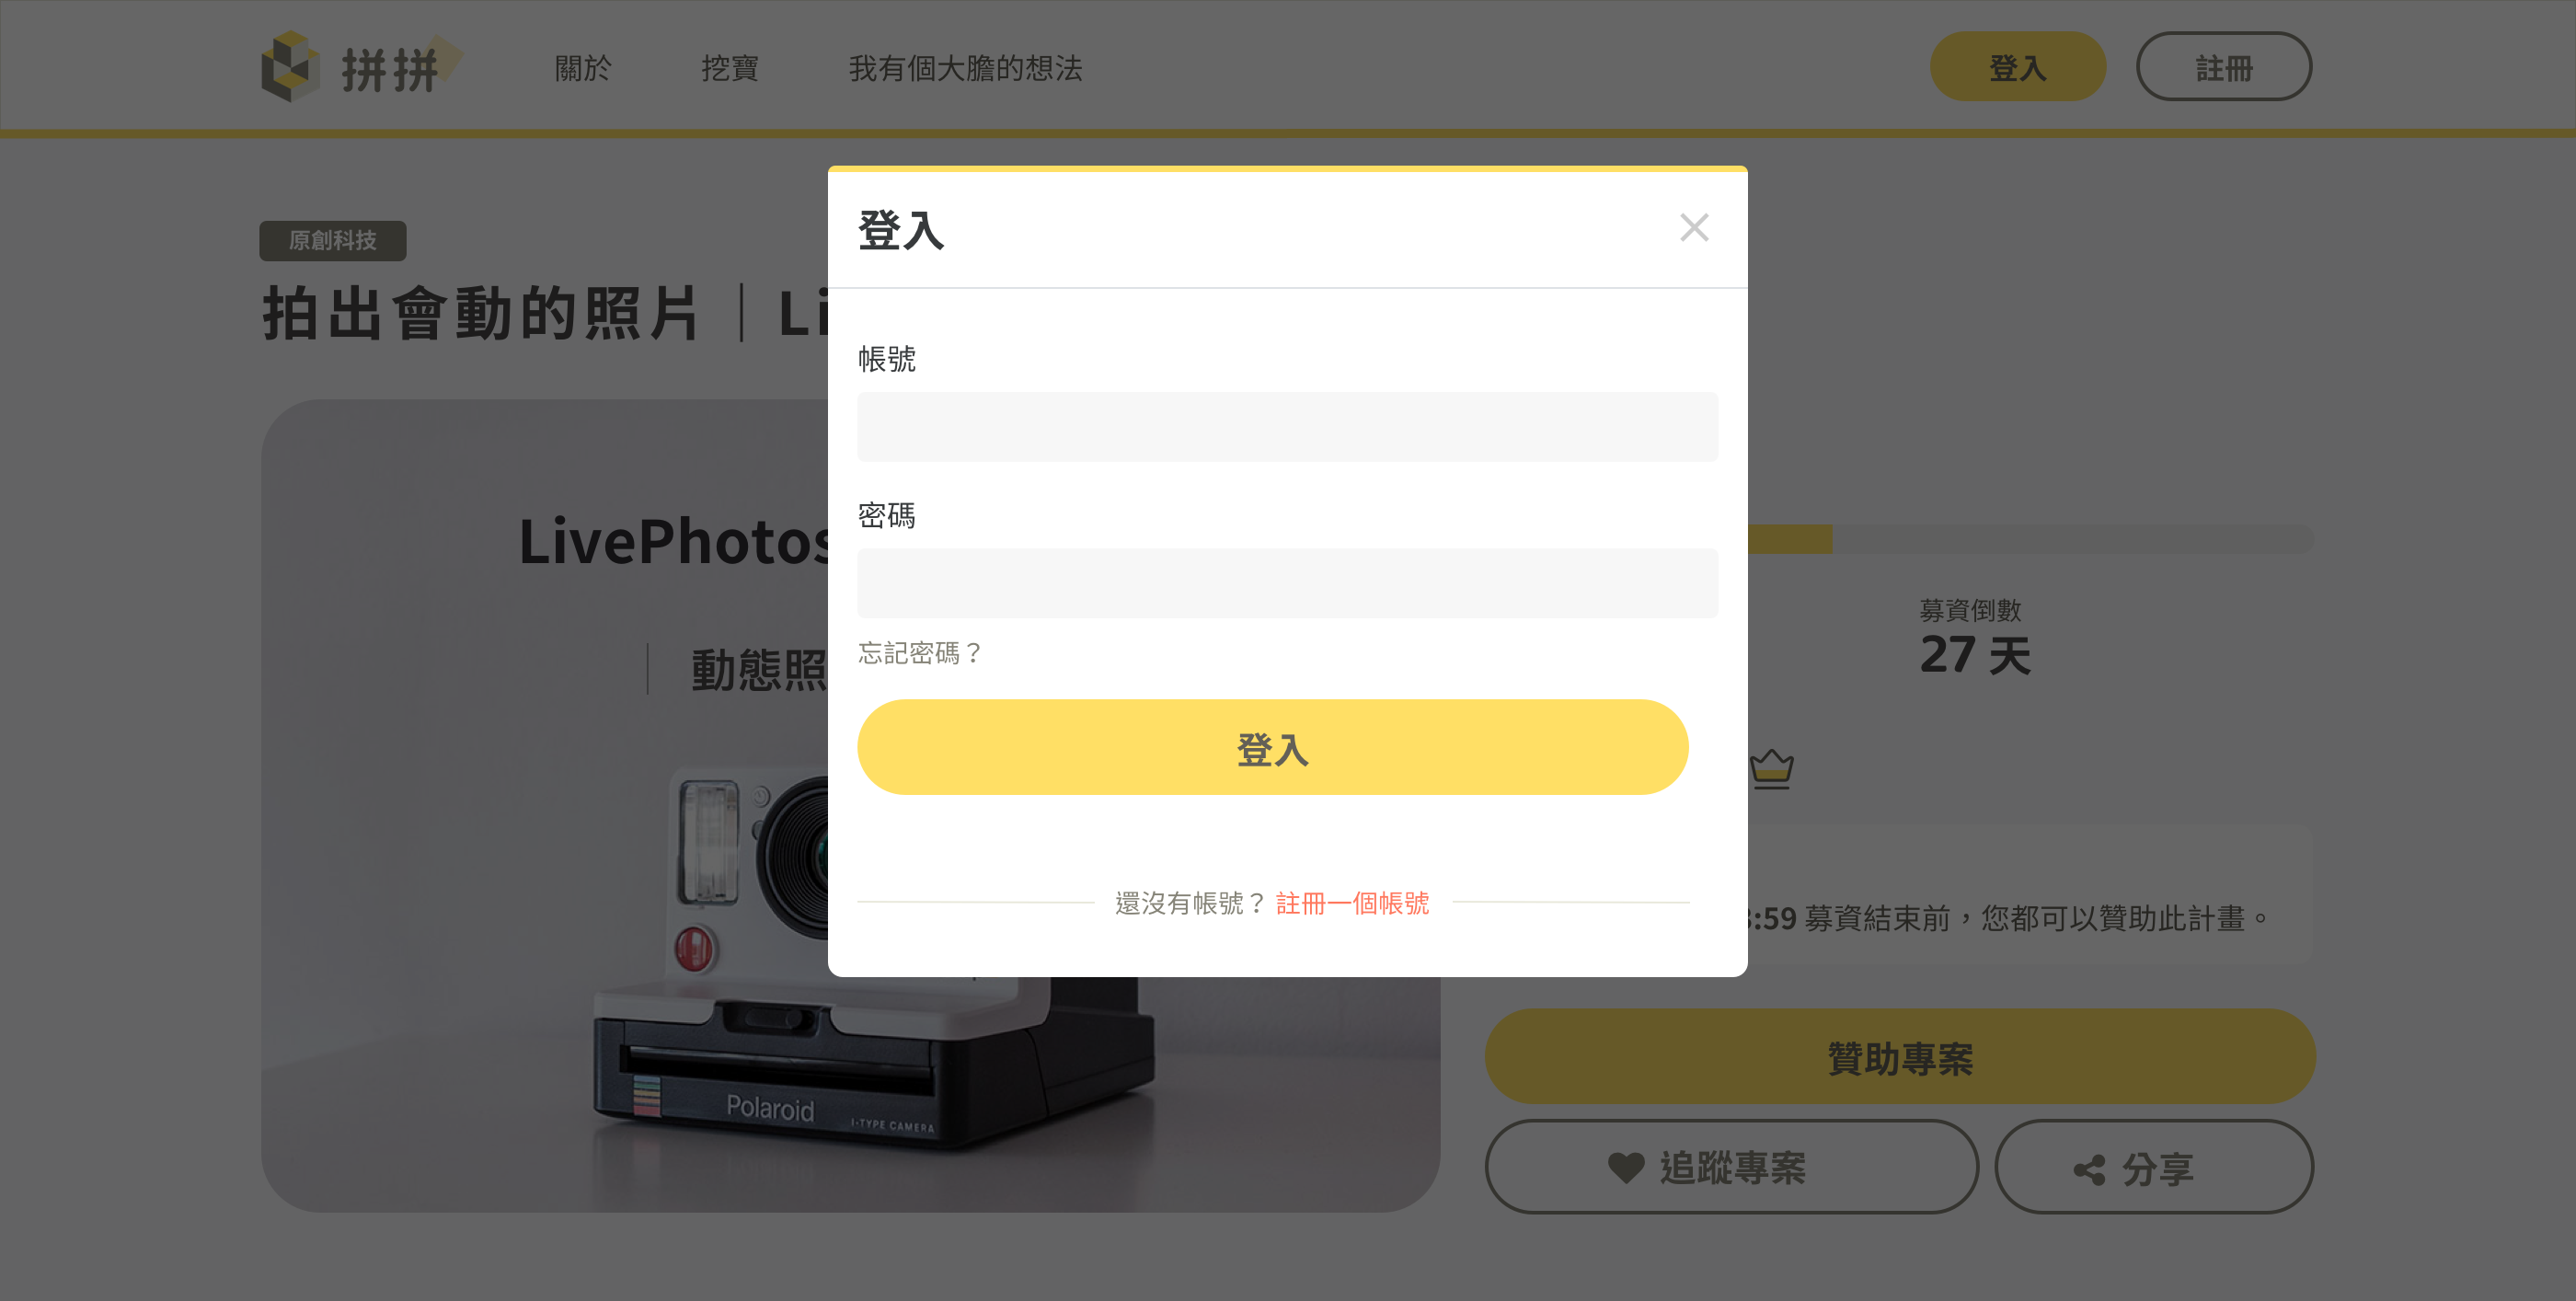 拼拼
關於
挖寶
我有個大膽的想法
登入
註冊
原創科技
拍出會動的照片｜Li
LivePhotos
｜ 動態照
Polaroid
I-TYPE CAMERA
登入
帳號
密碼
忘記密碼？
登入
還沒有帳號？ 註冊一個帳號
募資倒數
27 天
:59 募資結束前，您都可以贊助此計畫。
贊助專案
追蹤專案
分享